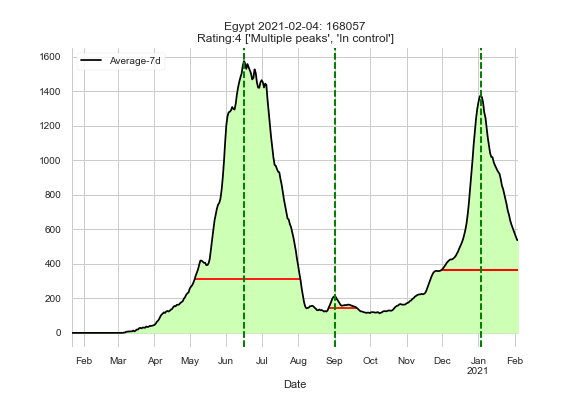 Egypt 2021-02-04: 168057
Rating:4 ['Multiple peaks', 'In control']
Average-7d
1600
1400
1200
1000
800
600
400
200
0
Feb Mar Apr May Jun Jul Aug Sep Oct Nov Dec Jan Feb
2021
Date